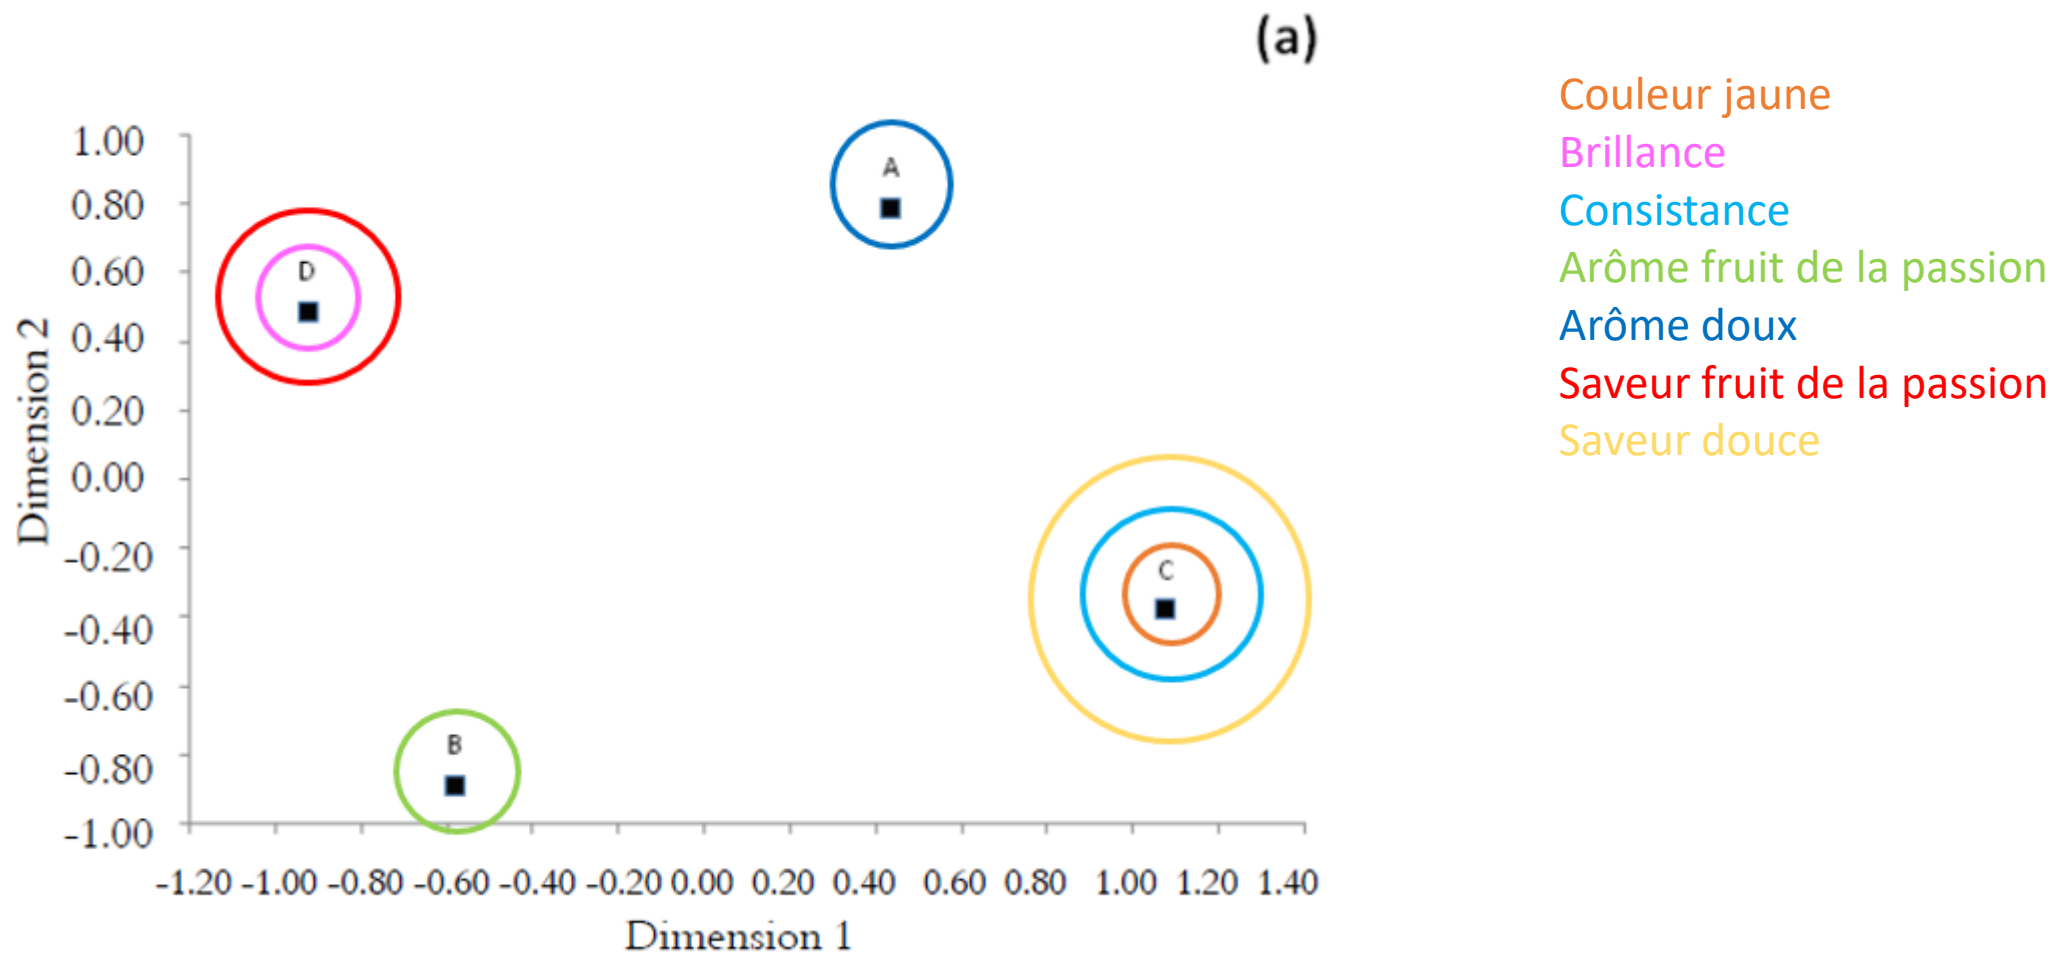 (a)
Couleur jaune
Brillance
Consistance
Arôme fruit de la passion
Arôme doux
Saveur fruit de la passion
Saveur douce
Dimension 2
1.00
0.80
0.60
0.40
0.20
0.00
-0.20
-0.40
-0.60
-0.80
-1.00
A
D
C
B
-1.20 -1.00 -0.80 -0.60 -0.40 -0.20 0.00 0.20 0.40 0.60 0.80 1.00 1.20 1.40
Dimension 1